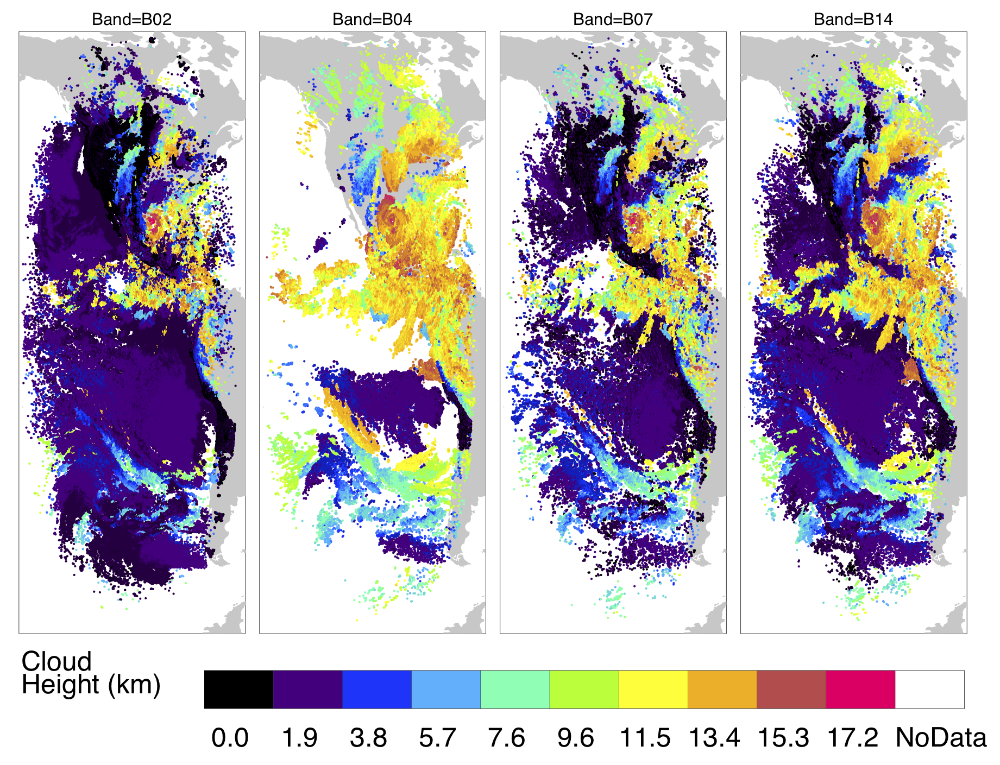 Band=B02 Band=B04 Band=B07 Band=B14
Cloud
Height (km)
0.0 1.9 3.8 5.7 7.6 9.6 11.5 13.4 15.3 17.2 NoData